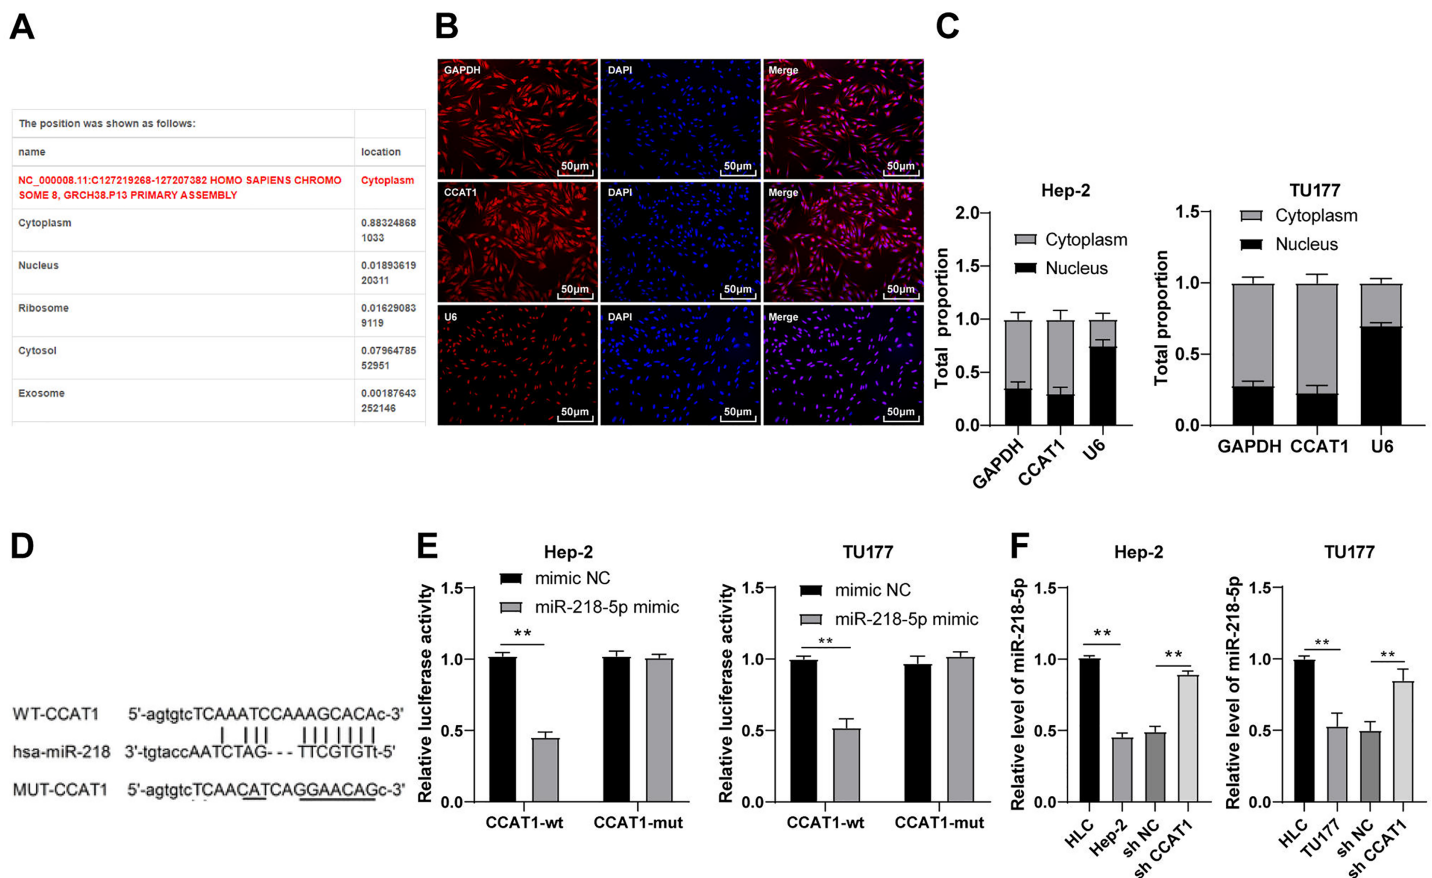 A
The position was shown as follows:
name location
NC_000008.11:C127219268-127207382 HOMO SAPIENS CHROMO
SOME 8, GRCH38.P13 PRIMARY ASSEMBLY
Cytoplasm
Cytoplasm 0.88324868
1033
Nucleus 0.01893619
20311
Ribosome 0.01629083
9119
Cytosol 0.07964785
52951
Exosome 0.00187643
252146
B
GAPDH DAPI Merge
50μm 50μm 50μm
CCAT1 DAPI Merge
50μm 50μm 50μm
U6 DAPI Merge
50μm 50μm 50μm
C
Hep-2
Total proportion
2.0
1.5
1.0
0.5
0.0
Cytoplasm
Nucleus
GAPDH CCAT1 U6
TU177
Total proportion
1.5
1.0
0.5
0.0
Cytoplasm
Nucleus
GAPDH CCAT1 U6
D
WT-CCAT1 5'-agtgtcTCAAATCCAAAGCACAc-3'
hsa-miR-218 3'-tgtaccAATCTAG---TTCGTGTt-5'
MUT-CCAT1 5'-agtgtcTCAACATCAGGAACAGc-3'
E
Hep-2
Relative luciferase activity
1.5
1.0
0.5
0.0
mimic NC
miR-218-5p mimic
**
CCAT1-wt CCAT1-mut
TU177
Relative luciferase activity
1.5
1.0
0.5
0.0
mimic NC
miR-218-5p mimic
**
CCAT1-wt CCAT1-mut
F
Hep-2
Relative level of miR-218-5p
1.5
1.0
0.5
0.0
** **
HLC Hep-2 sh NC sh CCAT1
TU177
Relative level of miR-218-5p
1.5
1.0
0.5
0.0
** **
HLC TU177 sh NC sh CCAT1